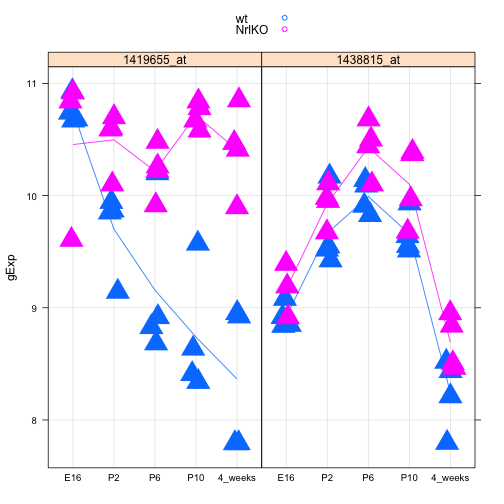 wt
NrlKO
1419655_at 1438815_at
11
10
9
8
gExp
E16 P2 P6 P10 4_weeks E16 P2 P6 P10 4_weeks